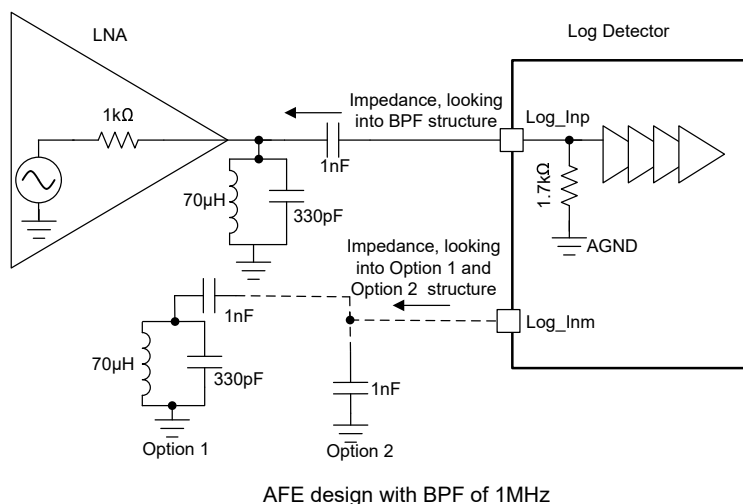 LNA
Log Detector
1kΩ
Impedance, looking
into BPF structure
Log_Inp
1nF
70µH
330pF
1.7kΩ
AGND
Impedance, looking
into Option 1 and
Option 2 structure
1nF
Log_Inm
70µH
330pF
1nF
Option 1
Option 2
AFE design with BPF of 1MHz